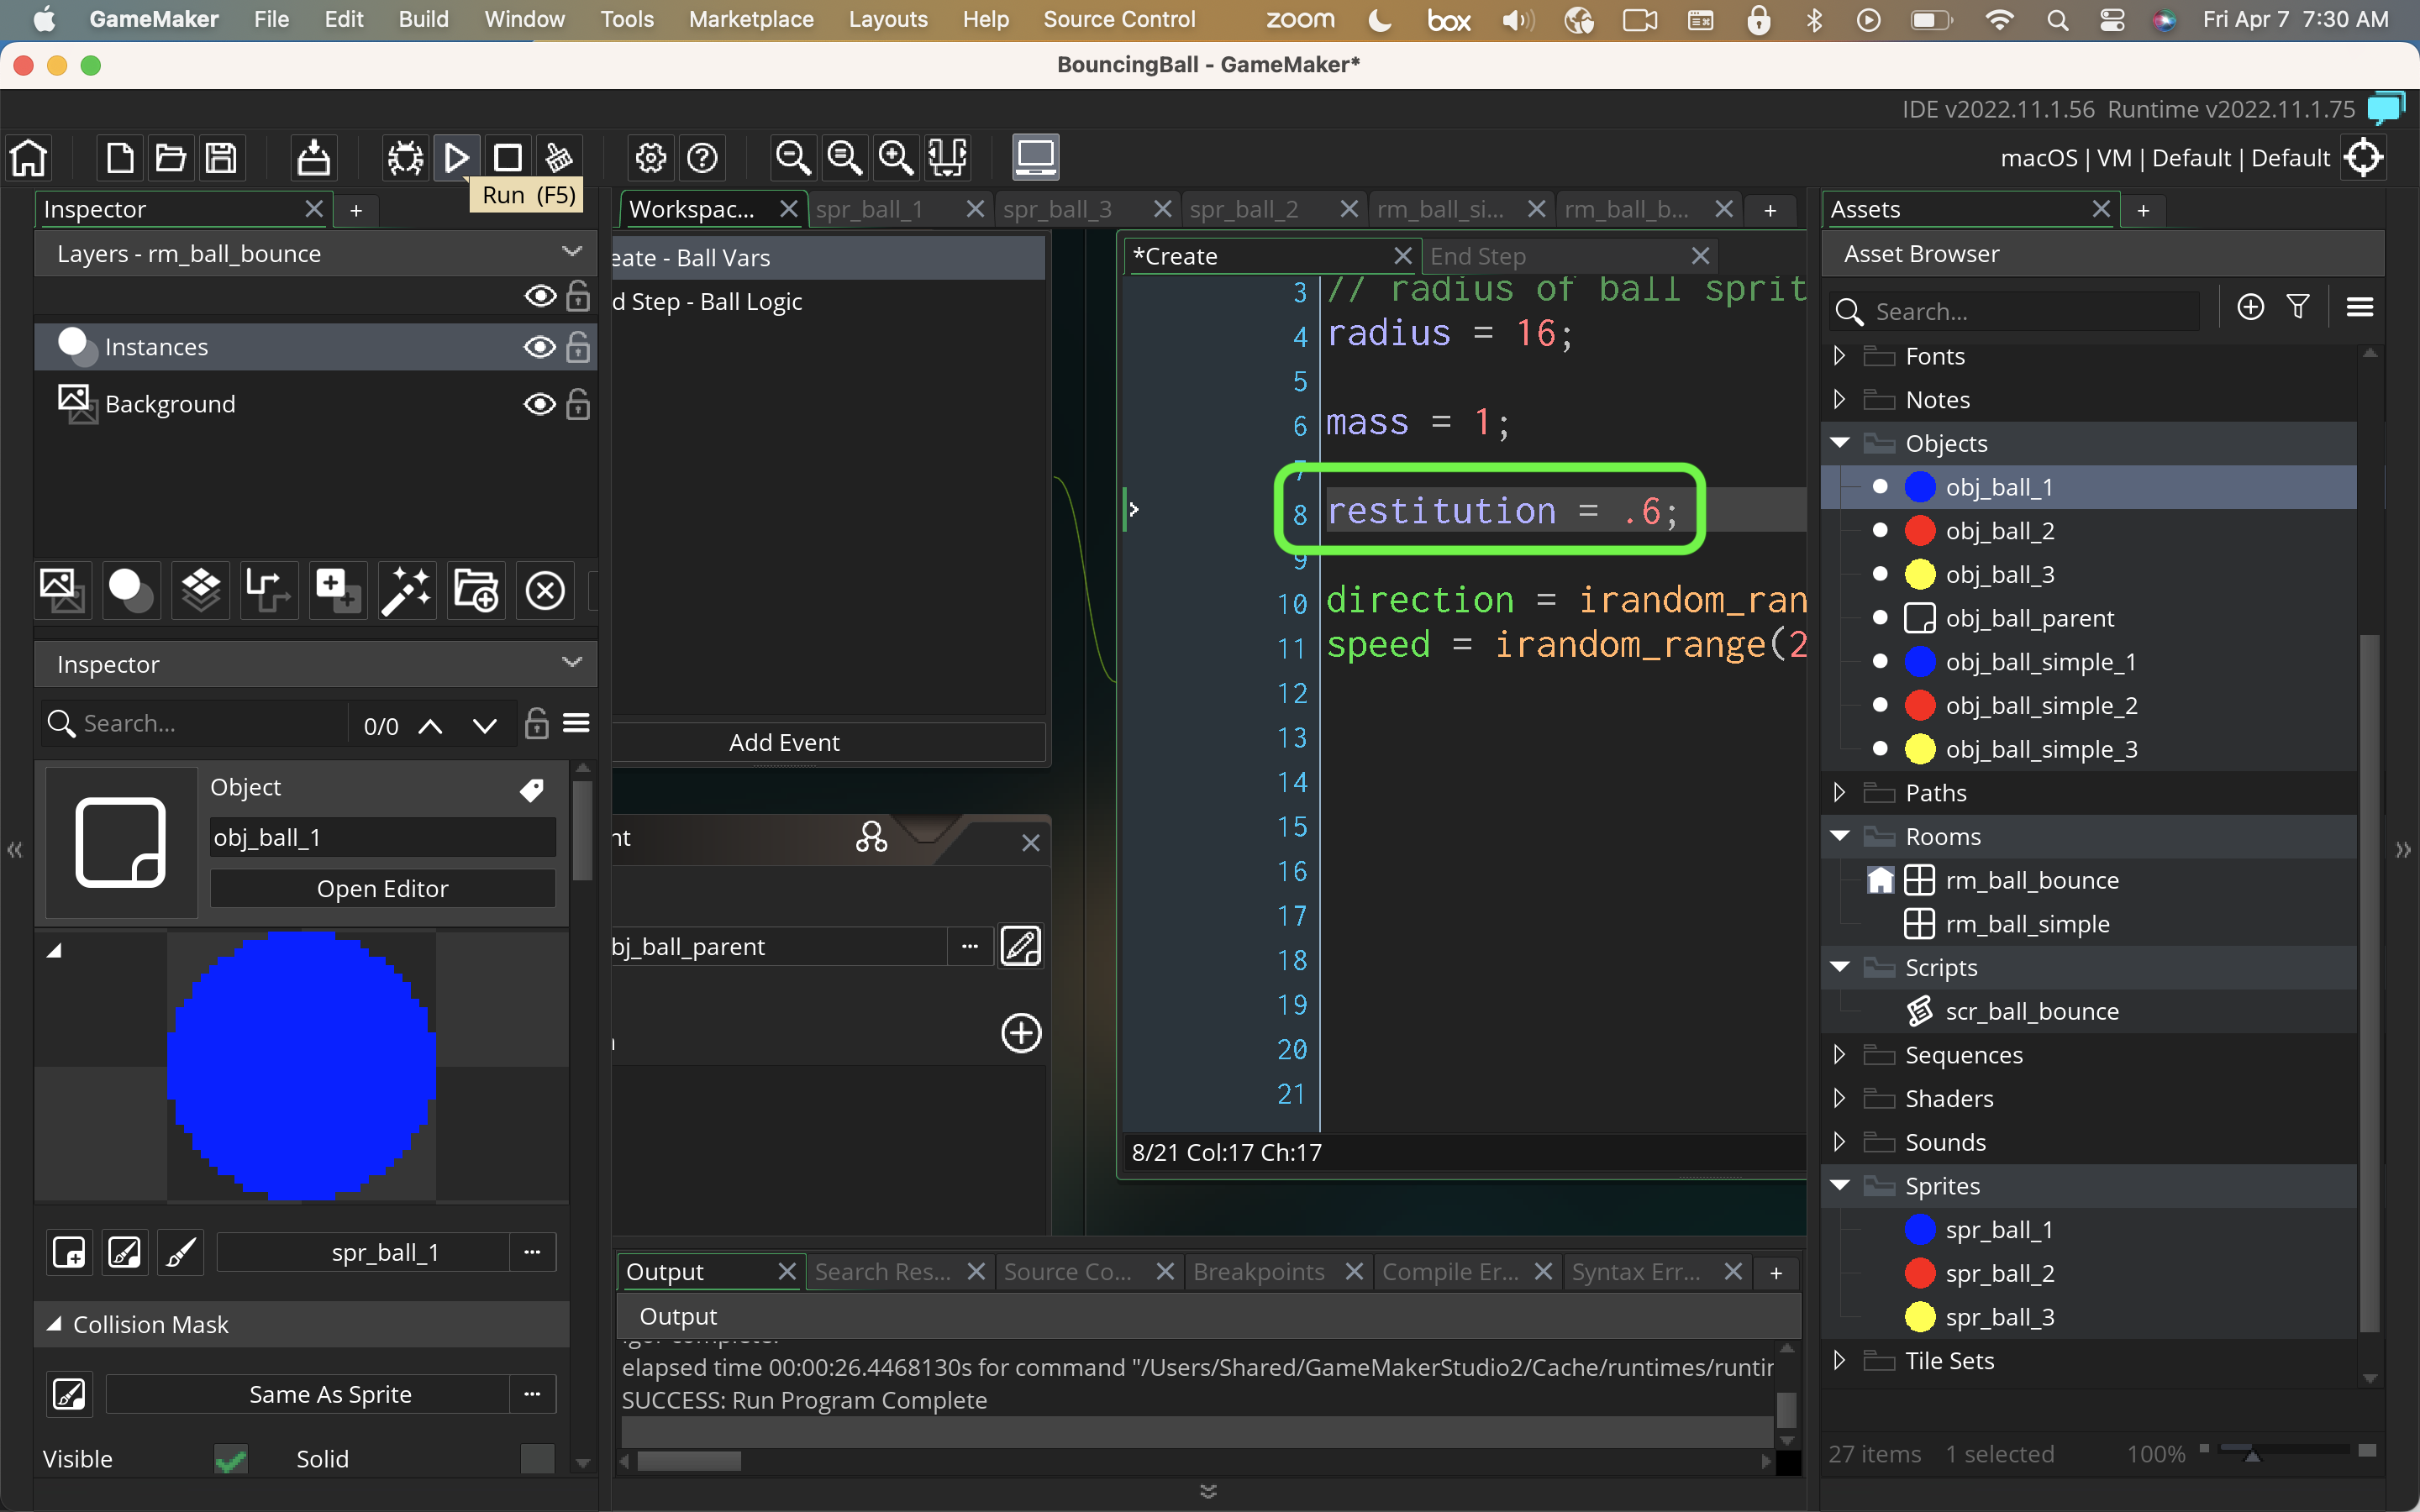 GameMaker File Edit Build Window Tools Marketplace Layouts Help Source Control zoom box Fri Apr 7 7:30 AM
BouncingBall - GameMaker*
IDE v2022.11.1.56 Runtime v2022.11.1.75
macOS | VM | Default | Default
Run (F5)
Inspector
+
Layers - rm_ball_bounce
Instances
Background
Inspector
Search...
0/0
Object
obj_ball_1
Open Editor
spr_ball_1
...
Collision Mask
Same As Sprite
...
Visible
Solid
Workspac...
spr_ball_1
spr_ball_3
spr_ball_2
rm_ball_si...
rm_ball_b...
+
eate - Ball Vars
d Step - Ball Logic
Add Event
nt
bj_ball_parent
...
*Create
End Step
3 // radius of ball sprit
4 radius = 16;
5
6 mass = 1;
7
8 restitution = .6;
9
10 direction = irandom_ran
11 speed = irandom_range(2
12
13
14
15
16
17
18
19
20
21
8/21 Col:17 Ch:17
Output
Search Res...
Source Co...
Breakpoints
Compile Er...
Syntax Err...
+
Output
Igor complete.
elapsed time 00:00:26.4468130s for command "/Users/Shared/GameMakerStudio2/Cache/runtimes/runtin
SUCCESS: Run Program Complete
Assets
+
Asset Browser
Search...
Fonts
Notes
Objects
obj_ball_1
obj_ball_2
obj_ball_3
obj_ball_parent
obj_ball_simple_1
obj_ball_simple_2
obj_ball_simple_3
Paths
Rooms
rm_ball_bounce
rm_ball_simple
Scripts
scr_ball_bounce
Sequences
Shaders
Sounds
Sprites
spr_ball_1
spr_ball_2
spr_ball_3
Tile Sets
27 items 1 selected 100%